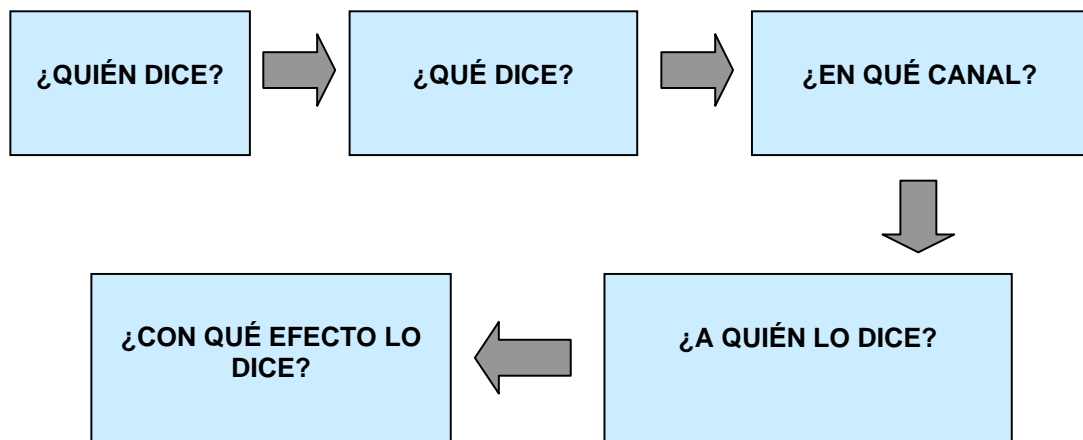 ¿QUIÉN DICE?
¿QUÉ DICE?
¿EN QUÉ CANAL?
¿A QUIÉN LO DICE?
¿CON QUÉ EFECTO LO
DICE?